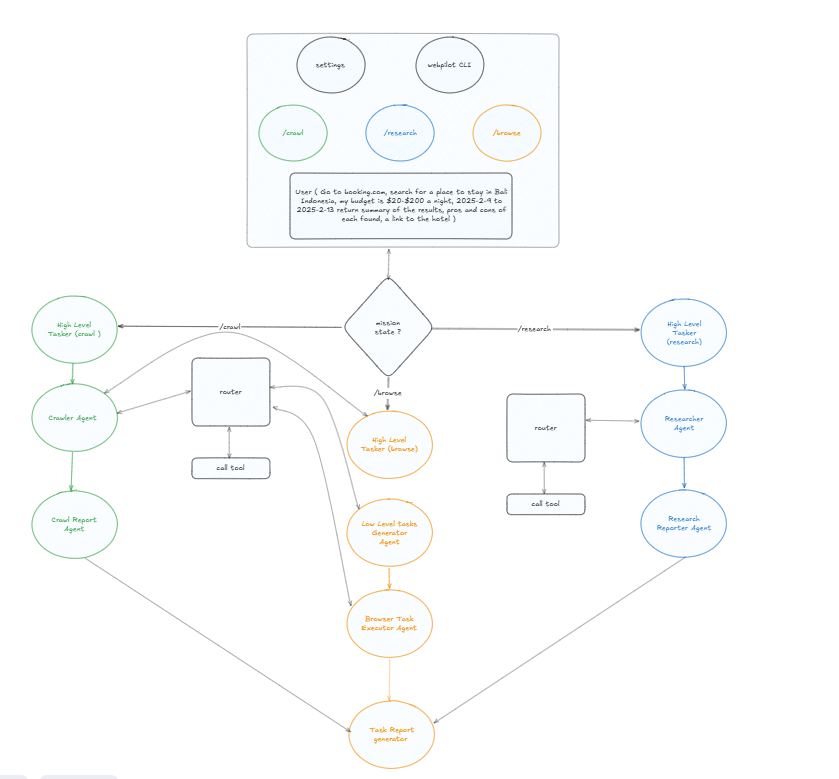 settings
webpilot CLI
/crawl
/research
/browse
User ( Go to booking.com, search for a place to stay in Bali
Indonesia, my budget is $20-$200 a night, 2025-2-9 to
2025-2-13 return summary of the results, pros and cons of
each found, a link to the hotel )
mission
state ?
/crawl
/research
/browse
High Level
Tasker (crawl )
High Level
Tasker
(research)
router
call tool
Crawler Agent
High Level
Tasker (browse)
router
call tool
Researcher
Agent
Crawl Report
Agent
Low Level tasks
Generator
Agent
Research
Reporter Agent
Browser Task
Executor Agent
Task Report
generator